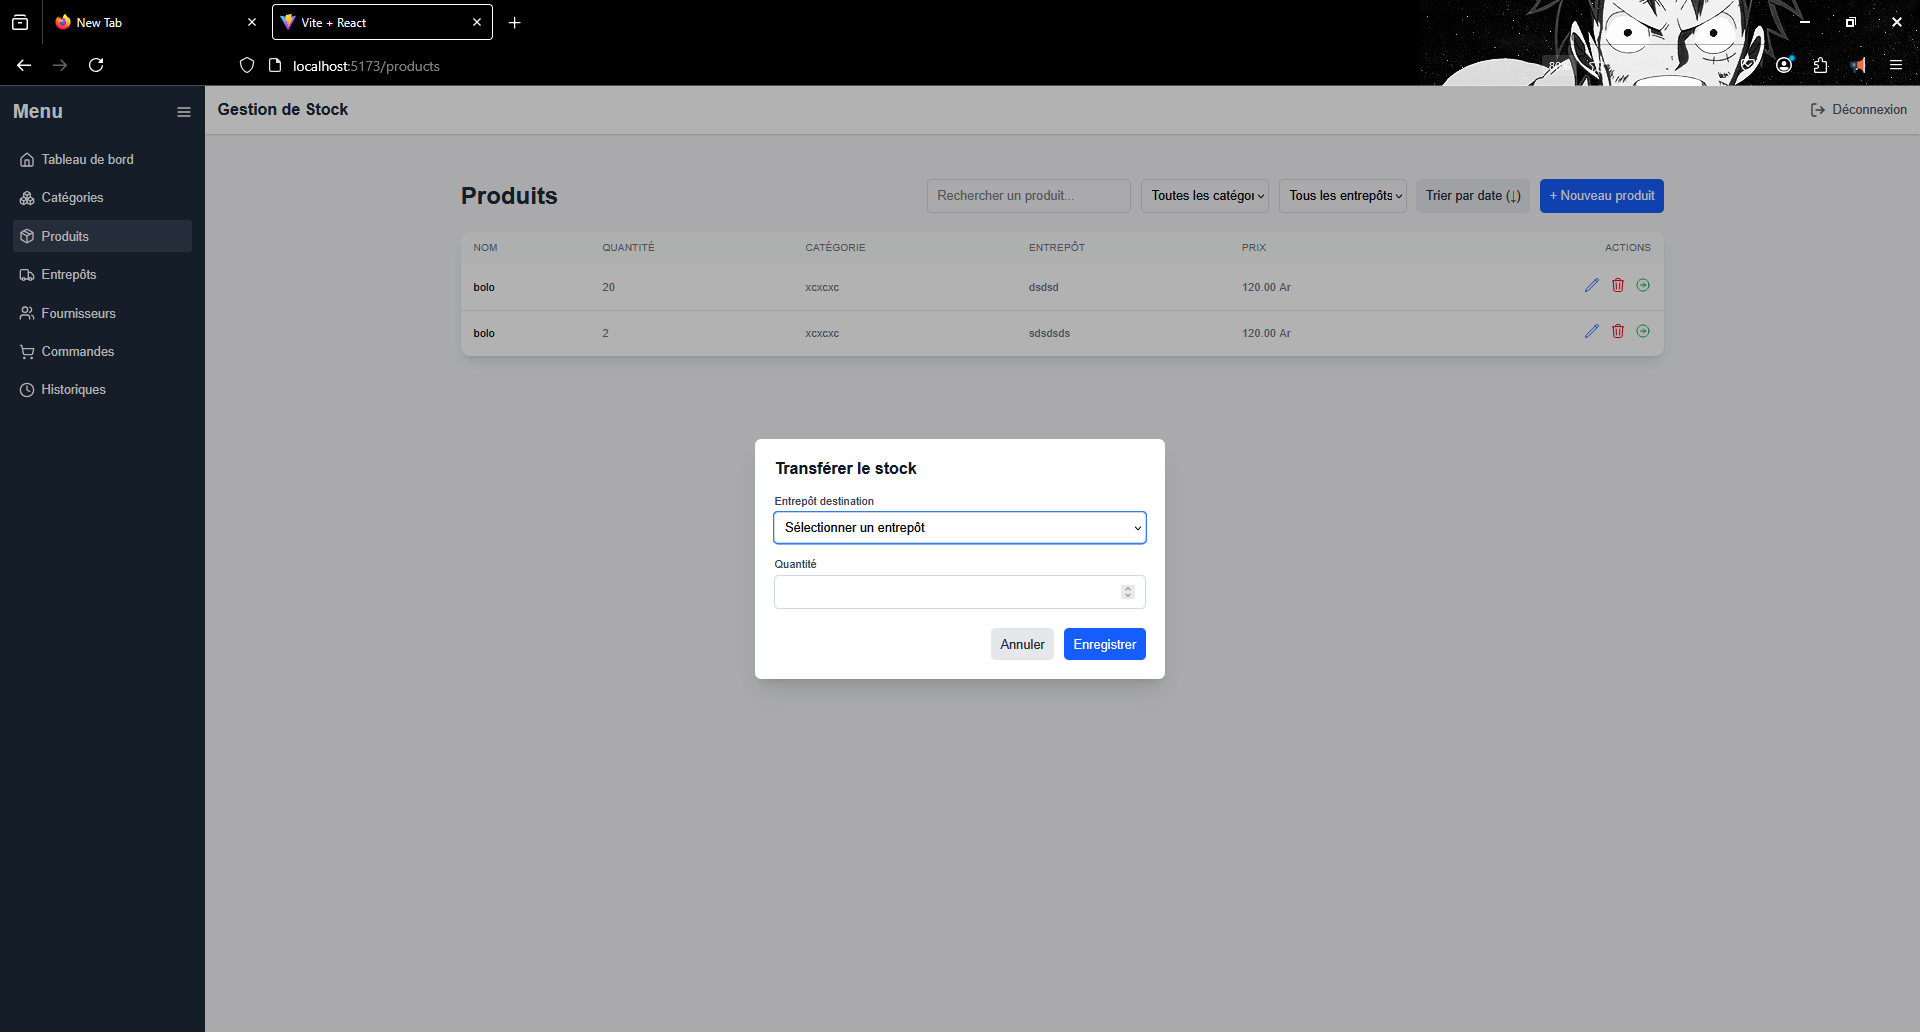 New Tab
Vite + React
localhost:5173/products
Menu
Gestion de Stock
Déconnexion
Tableau de bord
Catégories
Produits
Entrepôts
Fournisseurs
Commandes
Historiques
Produits
Rechercher un produit...
Toutes les catégor
Tous les entrepôts
Trier par date (↓)
+ Nouveau produit
NOM QUANTITÉ CATÉGORIE ENTREPÔT PRIX ACTIONS
bolo 20 xcxcxc dsdsd 120.00 Ar
bolo 2 xcxcxc sdsdsds 120.00 Ar
Transférer le stock
Entrepôt destination
Sélectionner un entrepôt
Quantité
Annuler
Enregistrer